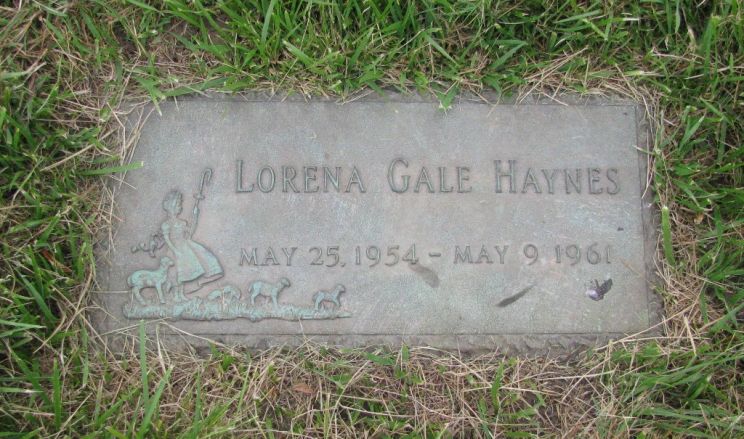 LORENA GALE HAYNES
MAY 25, 1954 - MAY 9 1961